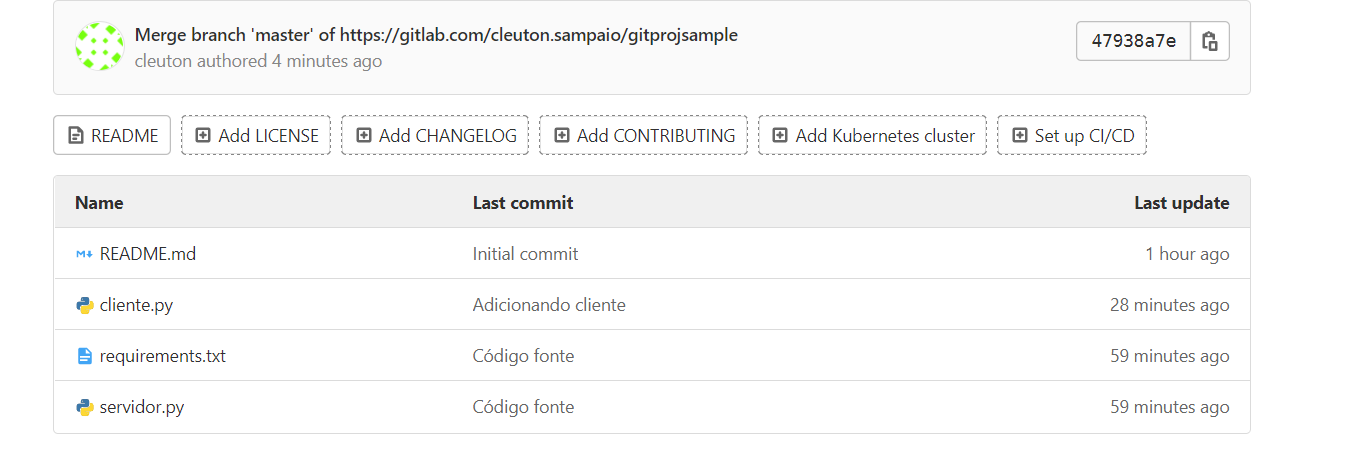 Merge branch 'master' of https://gitlab.com/cleuton.sampaio/gitprojsample
47938a7e
cleuton authored 4 minutes ago
README Add LICENSE Add CHANGELOG Add CONTRIBUTING Add Kubernetes cluster Set up CI/CD
Name Last commit Last update
README.md Initial commit 1 hour ago
cliente.py Adicionando cliente 28 minutes ago
requirements.txt Código fonte 59 minutes ago
servidor.py Código fonte 59 minutes ago